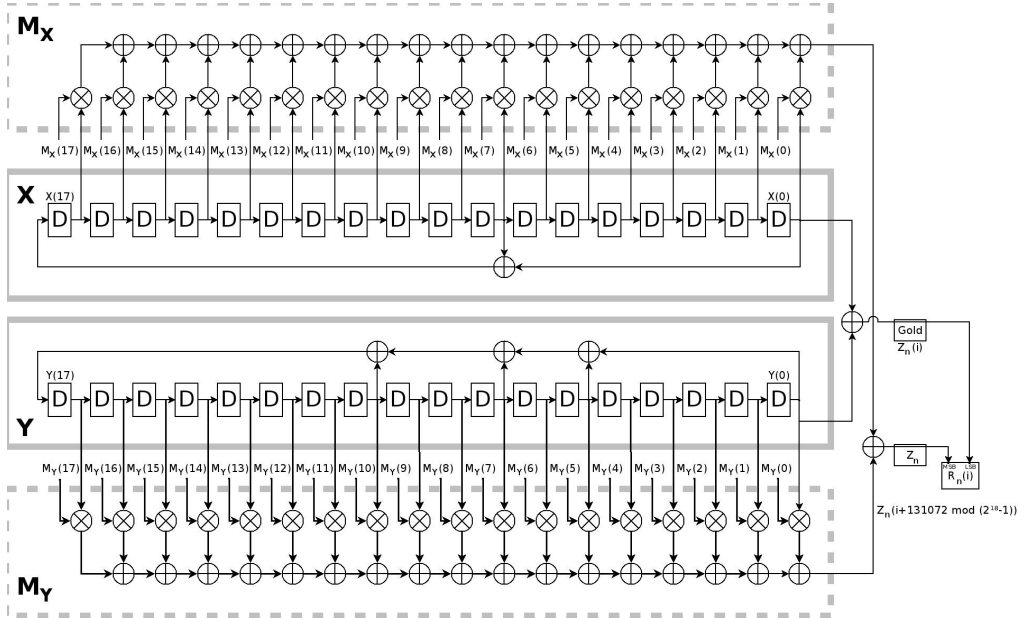 MX
MX(17) MX(16) MX(15) MX(14) MX(13) MX(12) MX(11) MX(10) MX(9) MX(8) MX(7) MX(6) MX(5) MX(4) MX(3) MX(2) MX(1) MX(0)
X
X(17) X(0)
D D D D D D D D D D D D D D D D D D
Gold
Zn(i)
Y(17) Y(0)
D D D D D D D D D D D D D D D D D D
Y
MY(17) MY(16) MY(15) MY(14) MY(13) MY(12) MY(11) MY(10) MY(9) MY(8) MY(7) MY(6) MY(5) MY(4) MY(3) MY(2) MY(1) MY(0)
Zn
MSB LSB
Rn(i)
Zn(i+131072 mod (2¹⁸-1))
MY